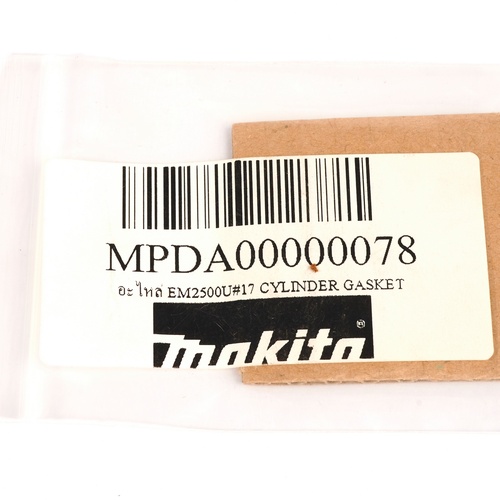 MPDA00000078
อะไหล่ EM2500U#17 CYLINDER GASKET
makita ®